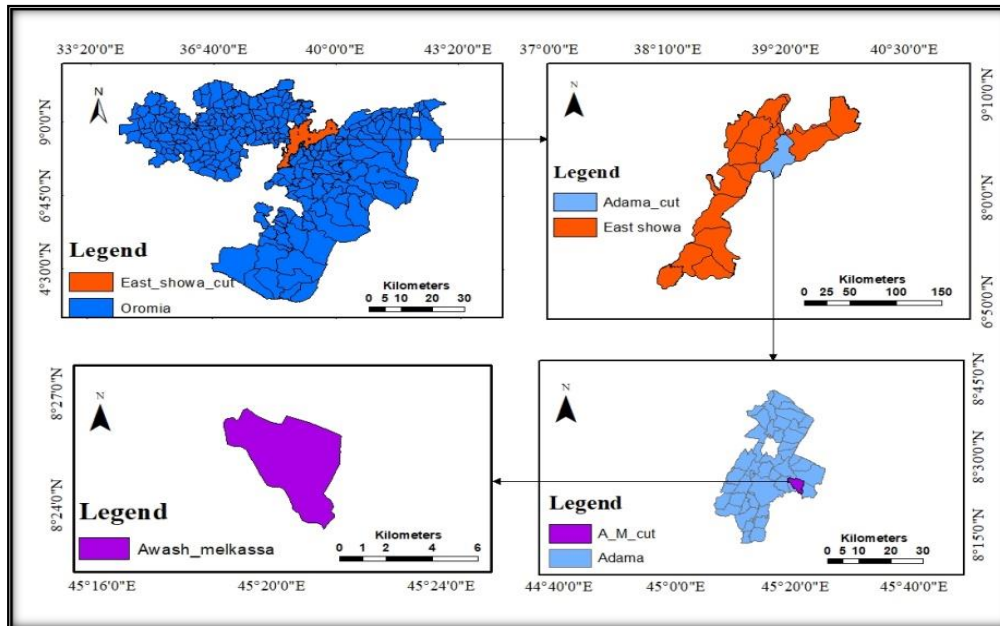 33°20'0"E 36°40'0"E 40°0'0"E 43°20'0"E
9°0'0"N
6°45'0"N
4°30'0"N
N
Legend
East_showa_cut
Oromia
Kilometers
0 5 10 20 30
37°0'0"E 38°10'0"E 39°20'0"E 40°30'0"E
9°10'0"N
8°0'0"N
6°50'0"N
N
Legend
Adama_cut
East showa
Kilometers
0 25 50 100 150
8°27'0"N
8°24'0"N
N
Legend
Awash_melkassa
Kilometers
0 1 2 4 6
45°16'0"E 45°20'0"E 45°24'0"E
8°45'0"N
8°30'0"N
8°15'0"N
N
Legend
A_M_cut
Adama
Kilometers
0 5 10 20 30
44°40'0"E 45°0'0"E 45°20'0"E 45°40'0"E